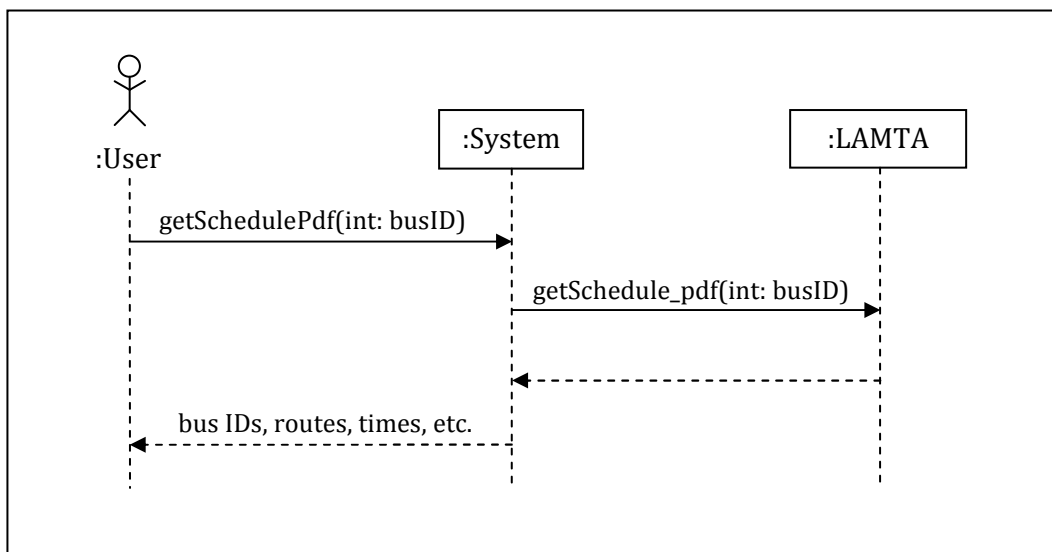 :User
:System
:LAMTA
getSchedulePdf(int: busID)
getSchedule_pdf(int: busID)
bus IDs, routes, times, etc.